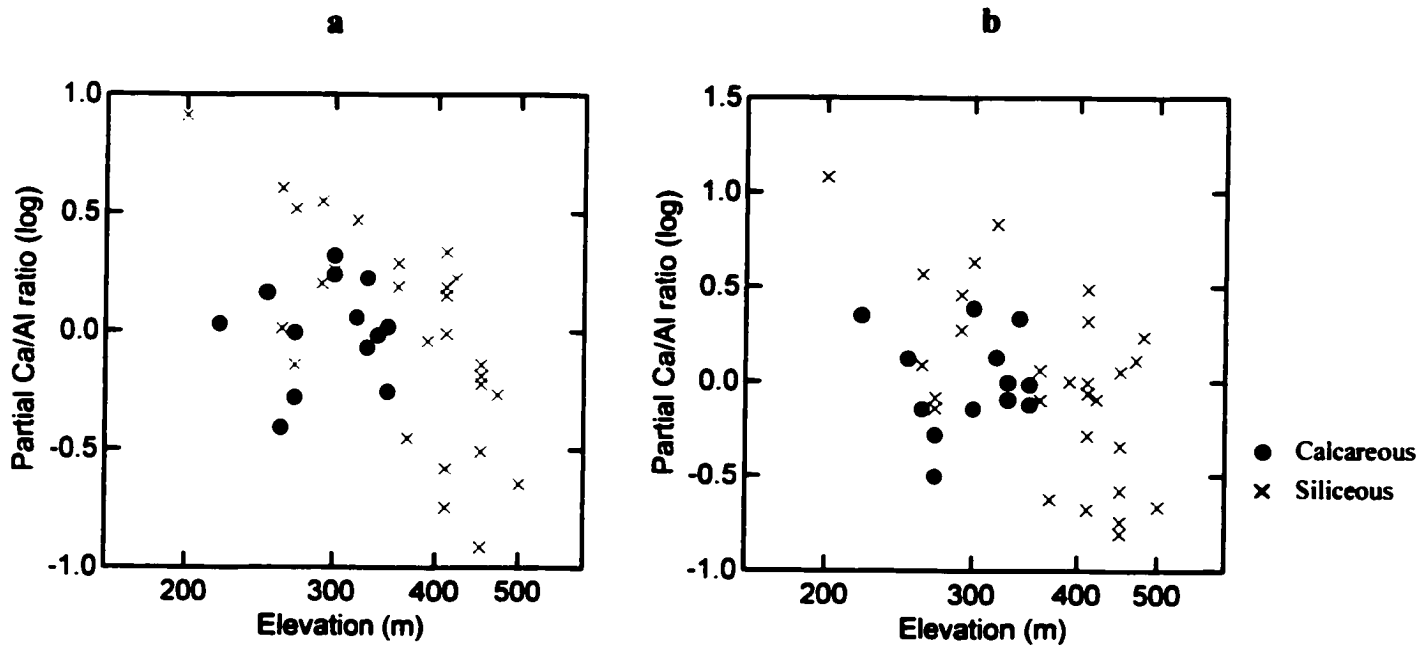 a
1.0
0.5
0.0
-0.5
-1.0
Partial Ca/Al ratio (log)
200 300 400 500
Elevation (m)
b
1.5
1.0
0.5
0.0
-0.5
-1.0
Partial Ca/Al ratio (log)
200 300 400 500
Elevation (m)
Calcareous
Siliceous